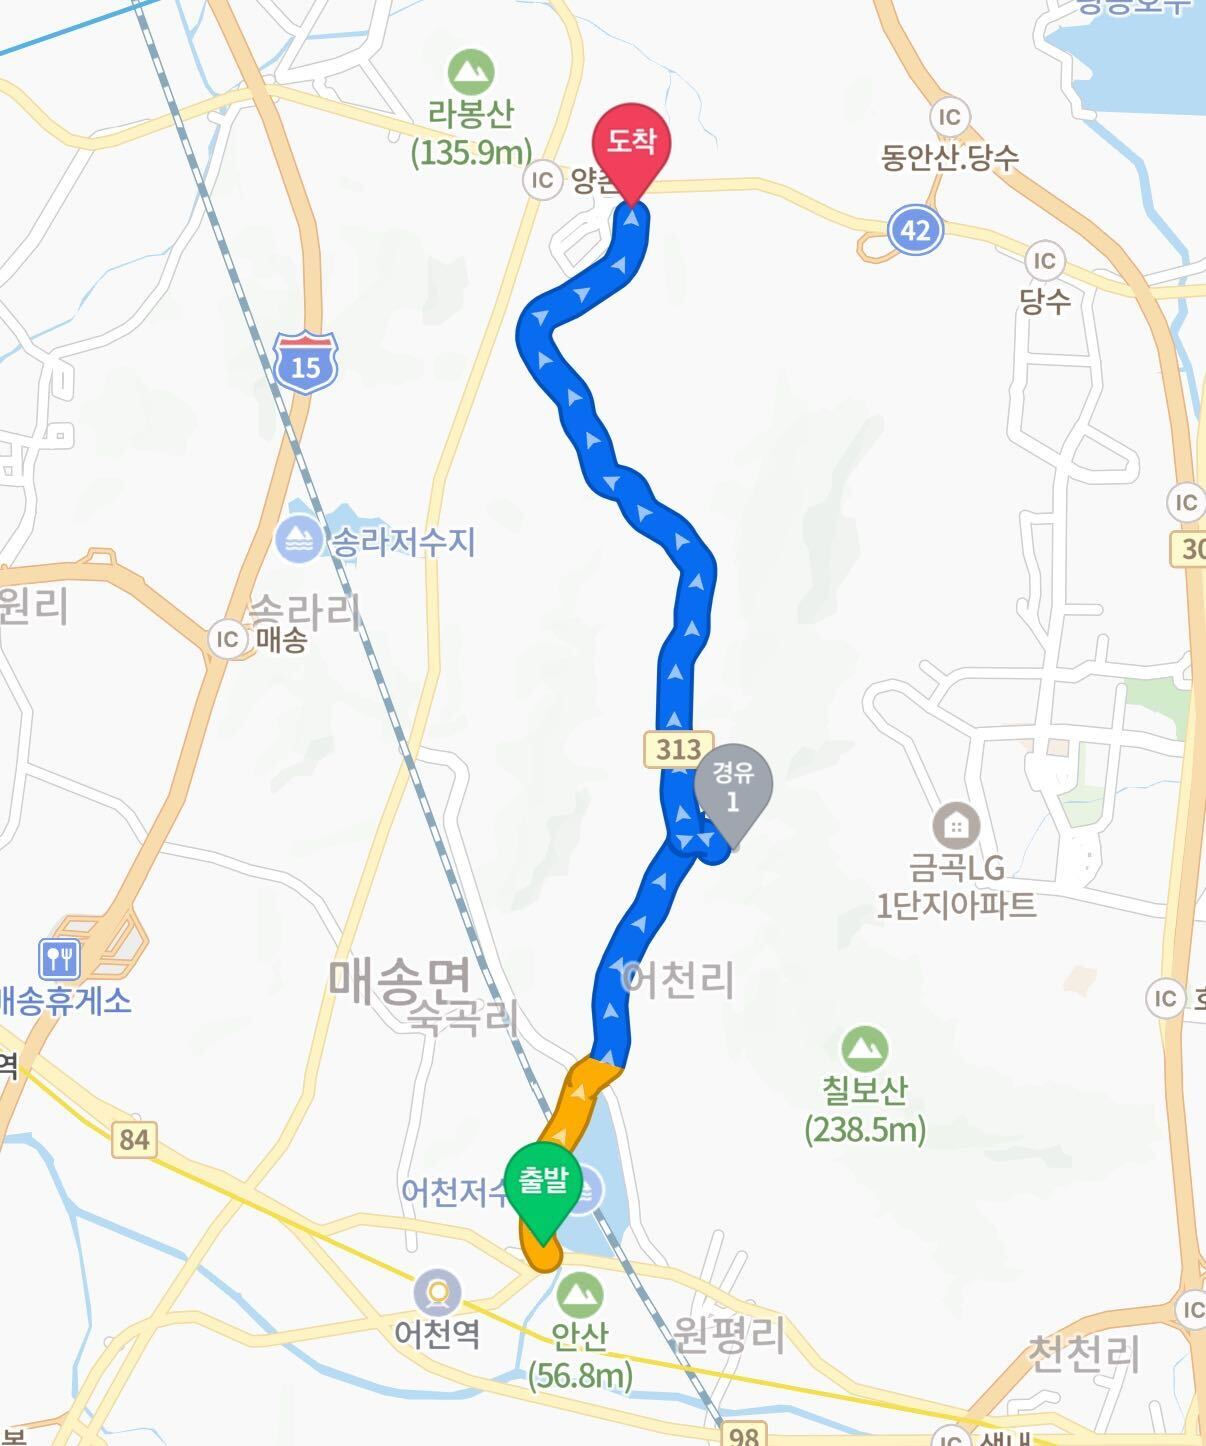 라봉산
(135.9m)
IC
도착
IC
동안산.당수
42
IC
당수
15
IC
송라저수지
30
원리
송라리
IC
매송
313
경유
1
금곡LG
1단지아파트
매송면
어천리
숙곡리
매송휴게소
IC
역
칠보산
(238.5m)
84
출발
어천저수
IC
어천역
안산
(56.8m)
원평리
천천리
98
IC